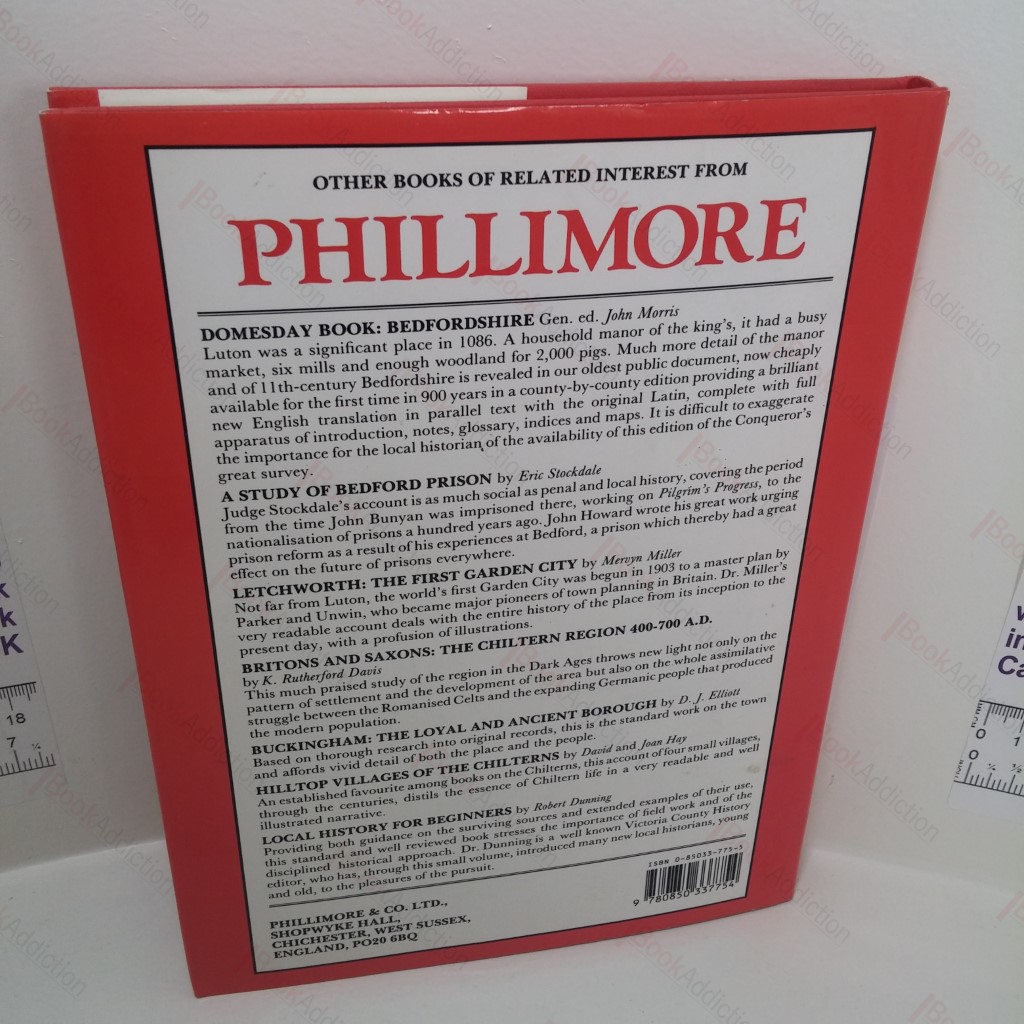 OTHER BOOKS OF RELATED INTEREST FROM
PHILLIMORE
DOMESDAY BOOK: BEDFORDSHIRE Gen. ed. John Morris
Luton was a significant place in 1086. A household manor of the king's, it had a busy
market, six mills and enough woodland for 2,000 pigs. Much more detail of the manor
and of 11th-century Bedfordshire is revealed in our oldest public document, now cheaply
available for the first time in 900 years in a county-by-county edition providing a brilliant
new English translation in parallel text with the original Latin, complete with full
apparatus of introduction, notes, glossary, indices and maps. It is difficult to exaggerate
the importance for the local historian of the availability of this edition of the Conqueror's
great survey.
A STUDY OF BEDFORD PRISON by Eric Stockdale
Judge Stockdale's account is as much social as penal and local history, covering the period
from the time John Bunyan was imprisoned there, working on Pilgrim's Progress, to the
nationalisation of prisons a hundred years ago. John Howard wrote his great work urging
prison reform as a result of his experiences at Bedford, a prison which thereby had a great
effect on the future of prisons everywhere.
LETCHWORTH: THE FIRST GARDEN CITY by Mervyn Miller
Not far from Luton, the world's first Garden City was begun in 1903 to a master plan by
Parker and Unwin, who became major pioneers of town planning in Britain. Dr. Miller's
very readable account deals with the entire history of the place from its inception to the
present day, with a profusion of illustrations.
BRITONS AND SAXONS: THE CHILTERN REGION 400-700 A.D.
by K. Rutherford Davis
This much praised study of the region in the Dark Ages throws new light not only on the
pattern of settlement and the development of the area but also on the whole assimilative
struggle between the Romanised Celts and the expanding Germanic people that produced
the modern population.
BUCKINGHAM: THE LOYAL AND ANCIENT BOROUGH by D. J. Elliott
Based on thorough research into original records, this is the standard work on the town
and affords vivid detail of both the place and the people.
HILLTOP VILLAGES OF THE CHILTERNS by David and Joan Hay
An established favourite among books on the Chilterns, this account of four small villages,
through the centuries, distils the essence of Chiltern life in a very readable and well
illustrated narrative.
LOCAL HISTORY FOR BEGINNERS by Robert Dunning
Providing both guidance on the surviving sources and extended examples of their use,
this standard and well reviewed book stresses the importance of field work and of the
disciplined historical approach. Dr. Dunning is a well known Victoria County History
editor, who has, through this small volume, introduced many new local historians, young
and old, to the pleasures of the pursuit.
PHILLIMORE & CO. LTD.,
SHOPWYKE HALL,
CHICHESTER, WEST SUSSEX,
ENGLAND, PO20 6BQ
ISBN 0-85033-775-5
9 780850 337754
18
7
in
Ca
0 1
0
BookAddiction